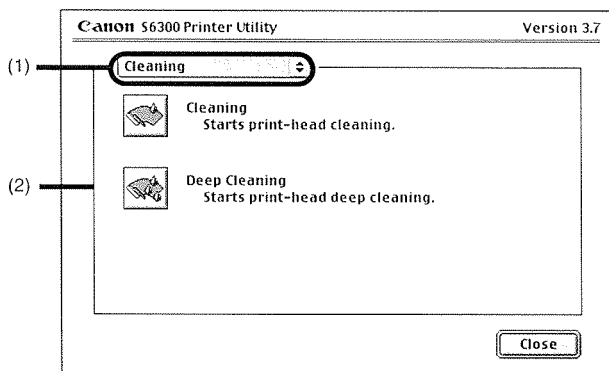 Canon S6300 Printer Utility Version 3.7
(1) Cleaning
Cleaning
Starts print-head cleaning.
(2) Deep Cleaning
Starts print-head deep cleaning.
Close